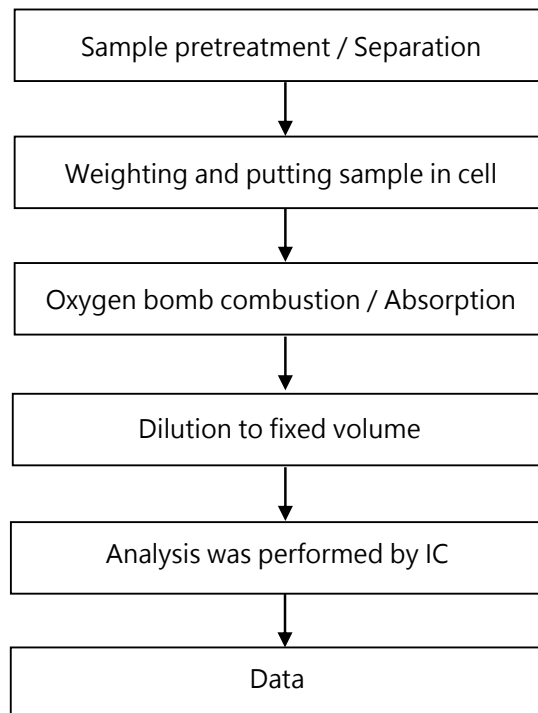 Sample pretreatment / Separation
Weighting and putting sample in cell
Oxygen bomb combustion / Absorption
Dilution to fixed volume
Analysis was performed by IC
Data